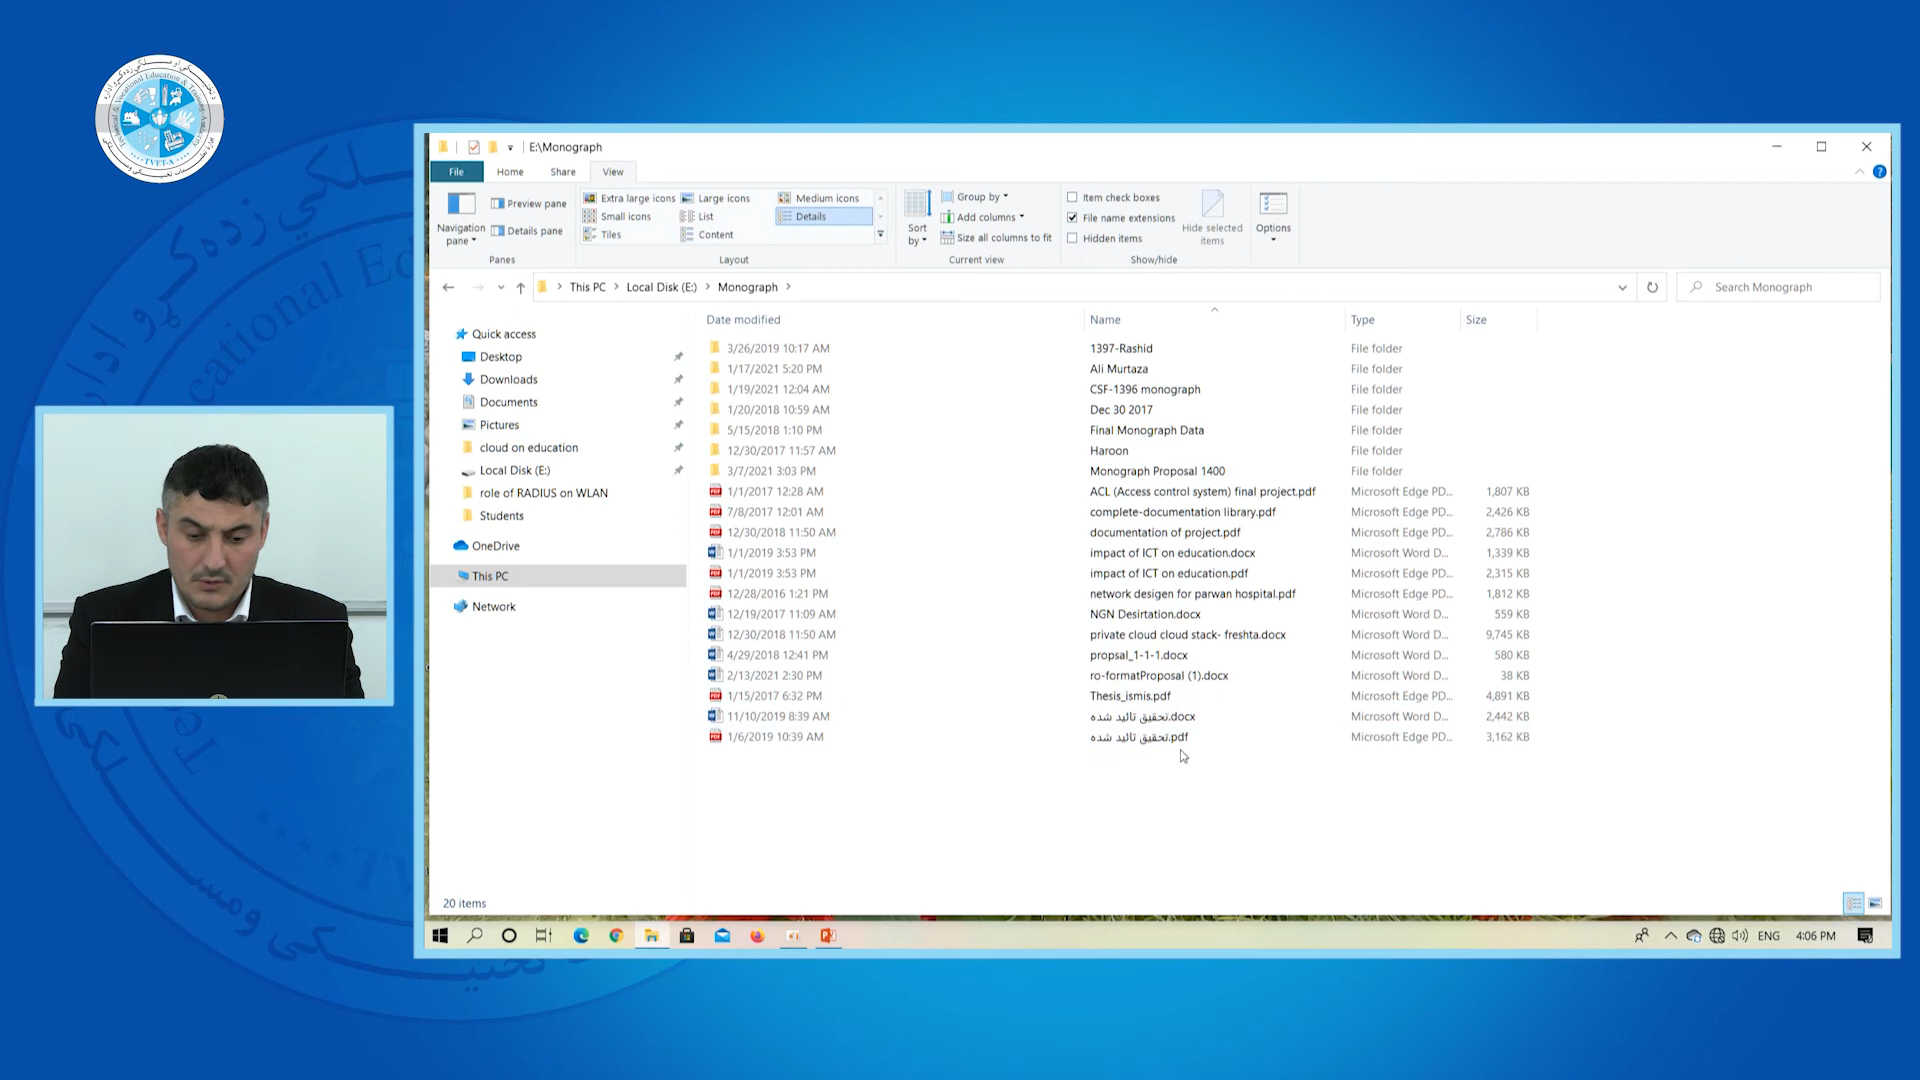 Technical & Vocational Education & Training Authority
TVET-A
E:\Monograph
File Home Share View
Navigation pane
Preview pane
Details pane
Panes
Extra large icons Large icons Medium icons
Small icons List Details
Tiles Content
Layout
Sort by
Group by
Add columns
Size all columns to fit
Current view
Item check boxes
File name extensions
Hidden items
Hide selected items
Show/hide
Options
This PC > Local Disk (E:) > Monograph >
Search Monograph
Quick access
Desktop
Downloads
Documents
Pictures
cloud on education
Local Disk (E:)
role of RADIUS on WLAN
Students
OneDrive
This PC
Network
Date modified Name Type Size
3/26/2019 10:17 AM 1397-Rashid File folder
1/17/2021 5:20 PM Ali Murtaza File folder
1/19/2021 12:04 AM CSF-1396 monograph File folder
1/20/2018 10:59 AM Dec 30 2017 File folder
5/15/2018 1:10 PM Final Monograph Data File folder
12/30/2017 11:57 AM Haroon File folder
3/7/2021 3:03 PM Monograph Proposal 1400 File folder
1/1/2017 12:28 AM ACL (Access control system) final project.pdf Microsoft Edge PD... 1,807 KB
7/8/2017 12:01 AM complete-documentation library.pdf Microsoft Edge PD... 2,426 KB
12/30/2018 11:50 AM documentation of project.pdf Microsoft Edge PD... 2,786 KB
1/1/2019 3:53 PM impact of ICT on education.docx Microsoft Word D... 1,339 KB
1/1/2019 3:53 PM impact of ICT on education.pdf Microsoft Edge PD... 2,315 KB
12/28/2016 1:21 PM network desigen for parwan hospital.pdf Microsoft Edge PD... 1,812 KB
12/19/2017 11:09 AM NGN Desirtation.docx Microsoft Word D... 559 KB
12/30/2018 11:50 AM private cloud cloud stack- freshta.docx Microsoft Word D... 9,745 KB
4/29/2018 12:41 PM propsal_1-1-1.docx Microsoft Word D... 580 KB
2/13/2021 2:30 PM ro-formatProposal (1).docx Microsoft Word D... 38 KB
1/15/2017 6:32 PM Thesis_ismis.pdf Microsoft Edge PD... 4,891 KB
11/10/2019 8:39 AM تحقیق تائید شده.docx Microsoft Word D... 2,442 KB
1/6/2019 10:39 AM تحقیق تائید شده.pdf Microsoft Edge PD... 3,162 KB
20 items
ENG 4:06 PM